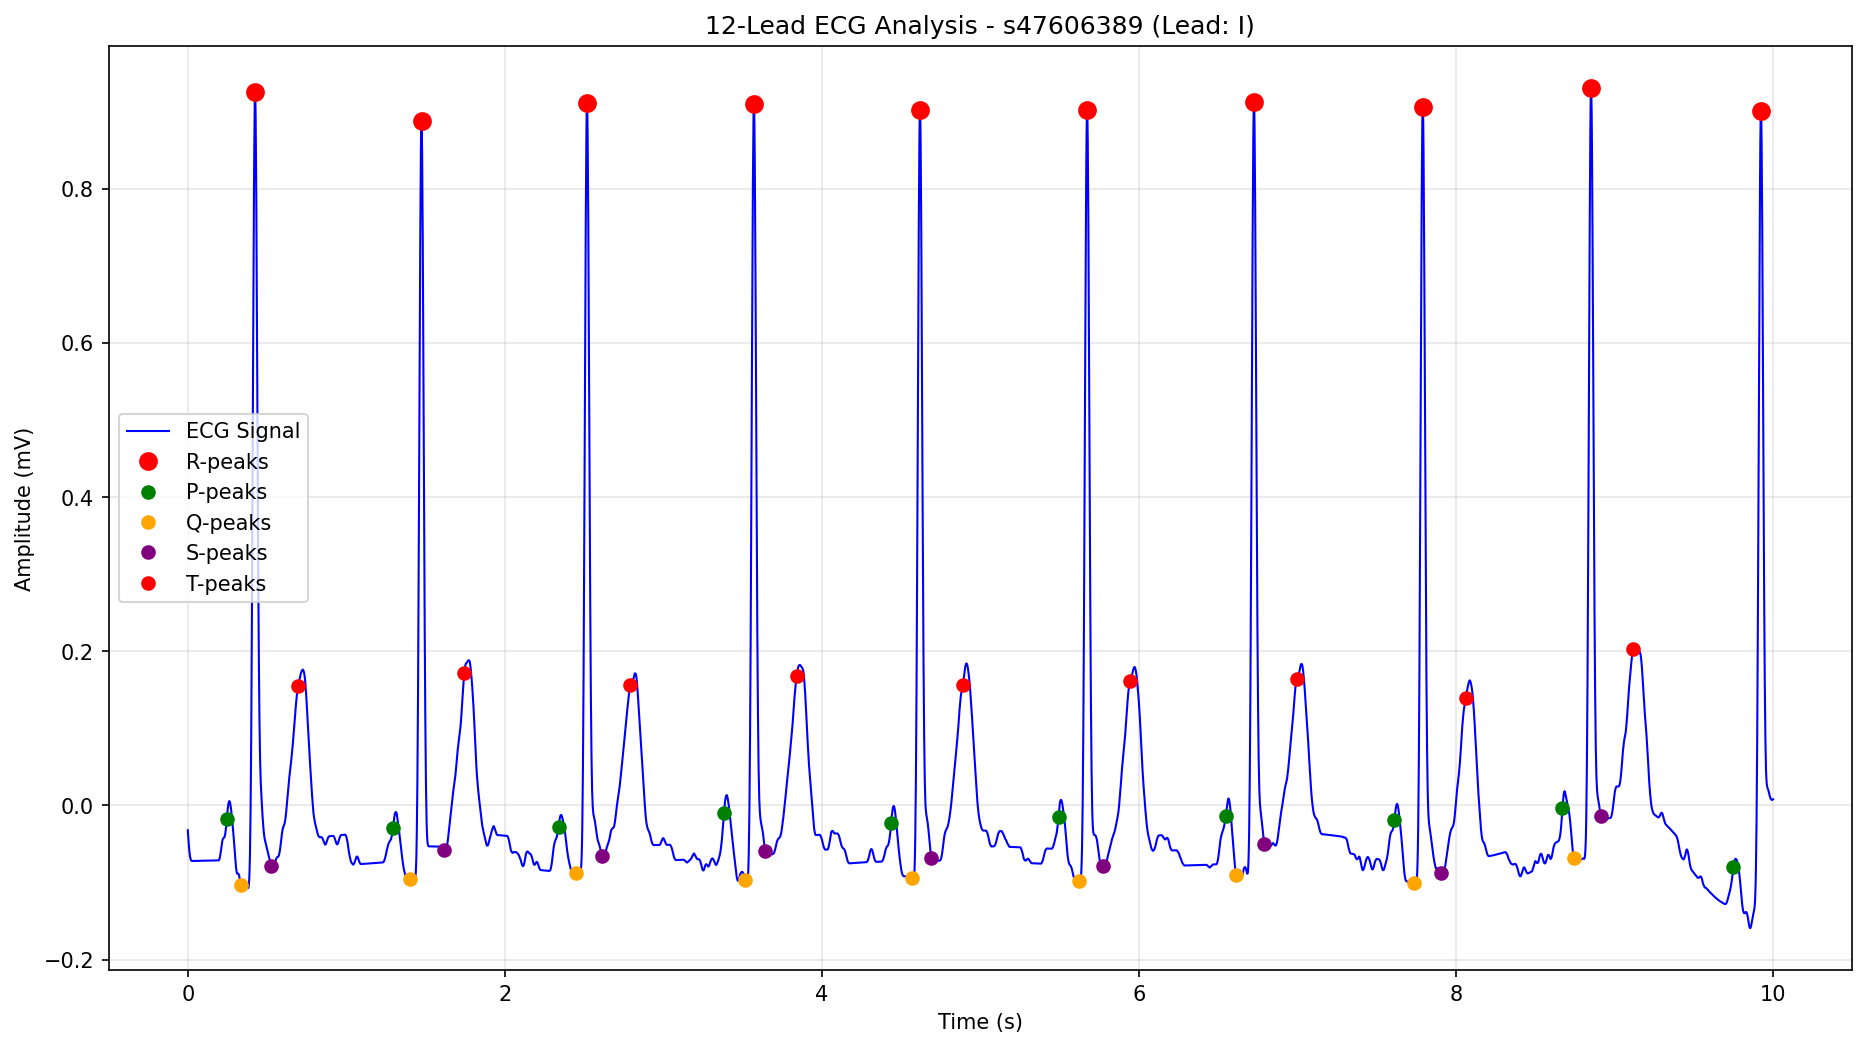 12-Lead ECG Analysis - s47606389 (Lead: I)
Amplitude (mV)
0.8
0.6
0.4
0.2
0.0
−0.2
ECG Signal
R-peaks
P-peaks
Q-peaks
S-peaks
T-peaks
0 2 4 6 8 10
Time (s)